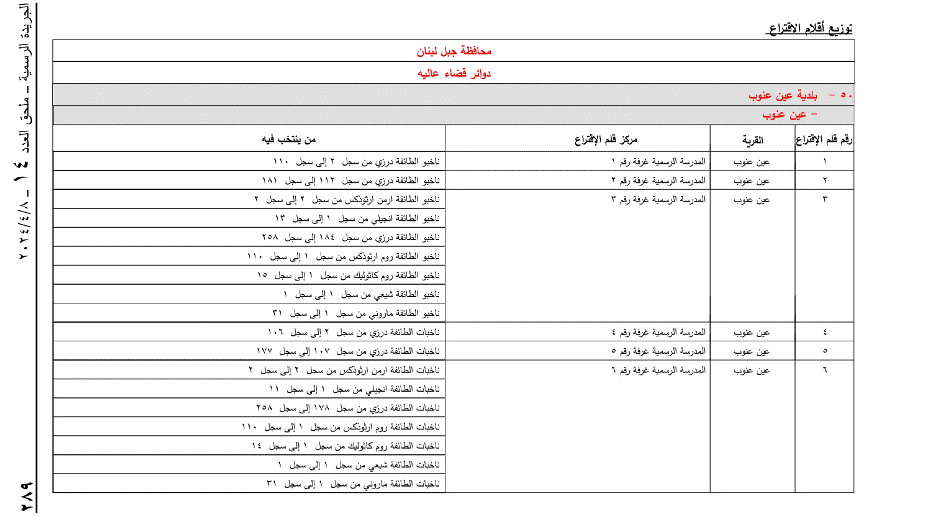 الجريدة الرسمية – ملحق العدد ١٤ – ٢٠٢٤/٤/٨
توزيع أقلام الاقتراع
محافظة جبل لبنان
دوائر قضاء عاليه
٥٠ - بلدية عين عنوب
- عين عنوب
رقم قلم الإقتراع القرية مركز قلم الإقتراع من ينتخب فيه
١ عين عنوب المدرسة الرسمية غرفة رقم ١ ناخبو الطائفة درزي من سجل ٢ إلى سجل ١١٠
٢ عين عنوب المدرسة الرسمية غرفة رقم ٢ ناخبو الطائفة درزي من سجل ١١٢ إلى سجل ١٨١
٣ عين عنوب المدرسة الرسمية غرفة رقم ٣ ناخبو الطائفة ارمن ارثوذكس من سجل ٢ إلى سجل ٢
ناخبو الطائفة انجيلي من سجل ١ إلى سجل ١٣
ناخبو الطائفة درزي من سجل ١٨٤ إلى سجل ٢٥٨
ناخبو الطائفة روم ارثوذكس من سجل ١ إلى سجل ١١٠
ناخبو الطائفة روم كاثوليك من سجل ١ إلى سجل ١٥
ناخبو الطائفة شيعي من سجل ١ إلى سجل ١
ناخبو الطائفة ماروني من سجل ١ إلى سجل ٣١
٤ عين عنوب المدرسة الرسمية غرفة رقم ٤ ناخبات الطائفة درزي من سجل ٢ إلى سجل ١٠٦
٥ عين عنوب المدرسة الرسمية غرفة رقم ٥ ناخبات الطائفة درزي من سجل ١٠٧ إلى سجل ١٧٧
٦ عين عنوب المدرسة الرسمية غرفة رقم ٦ ناخبات الطائفة ارمن ارثوذكس من سجل ٢ إلى سجل ٢
ناخبات الطائفة انجيلي من سجل ١ إلى سجل ١١
ناخبات الطائفة درزي من سجل ١٧٨ إلى سجل ٢٥٨
ناخبات الطائفة روم ارثوذكس من سجل ١ إلى سجل ١١٠
ناخبات الطائفة روم كاثوليك من سجل ١ إلى سجل ١٤
ناخبات الطائفة شيعي من سجل ١ إلى سجل ١
ناخبات الطائفة ماروني من سجل ١ إلى سجل ٣١
٢٨٩